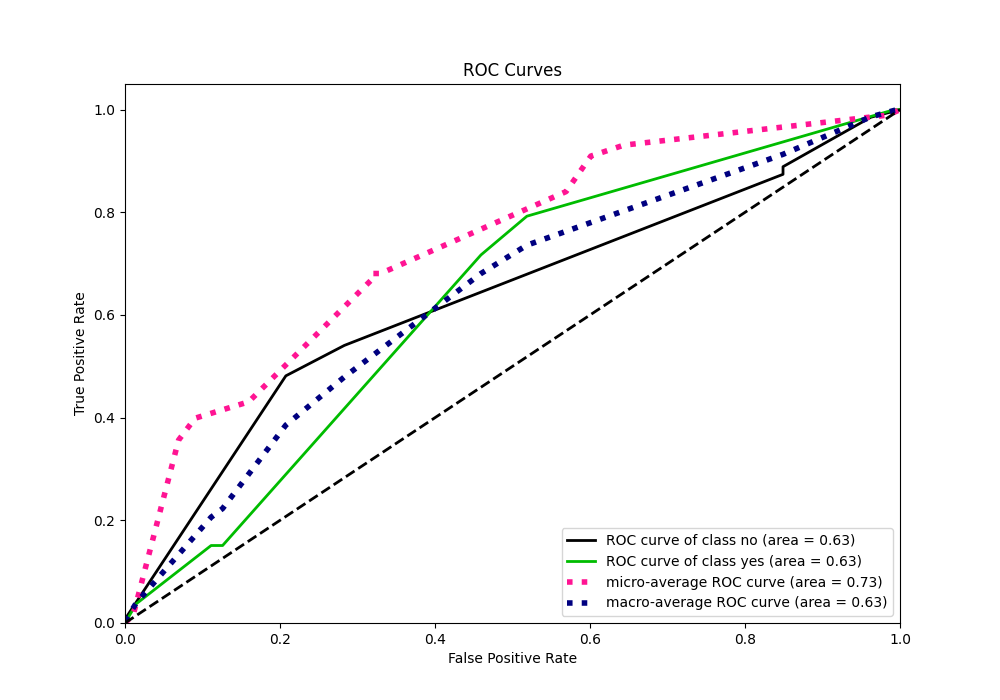 ROC Curves
True Positive Rate
1.0
0.8
0.6
0.4
0.2
0.0
0.0 0.2 0.4 0.6 0.8 1.0
False Positive Rate
ROC curve of class no (area = 0.63)
ROC curve of class yes (area = 0.63)
micro-average ROC curve (area = 0.73)
macro-average ROC curve (area = 0.63)